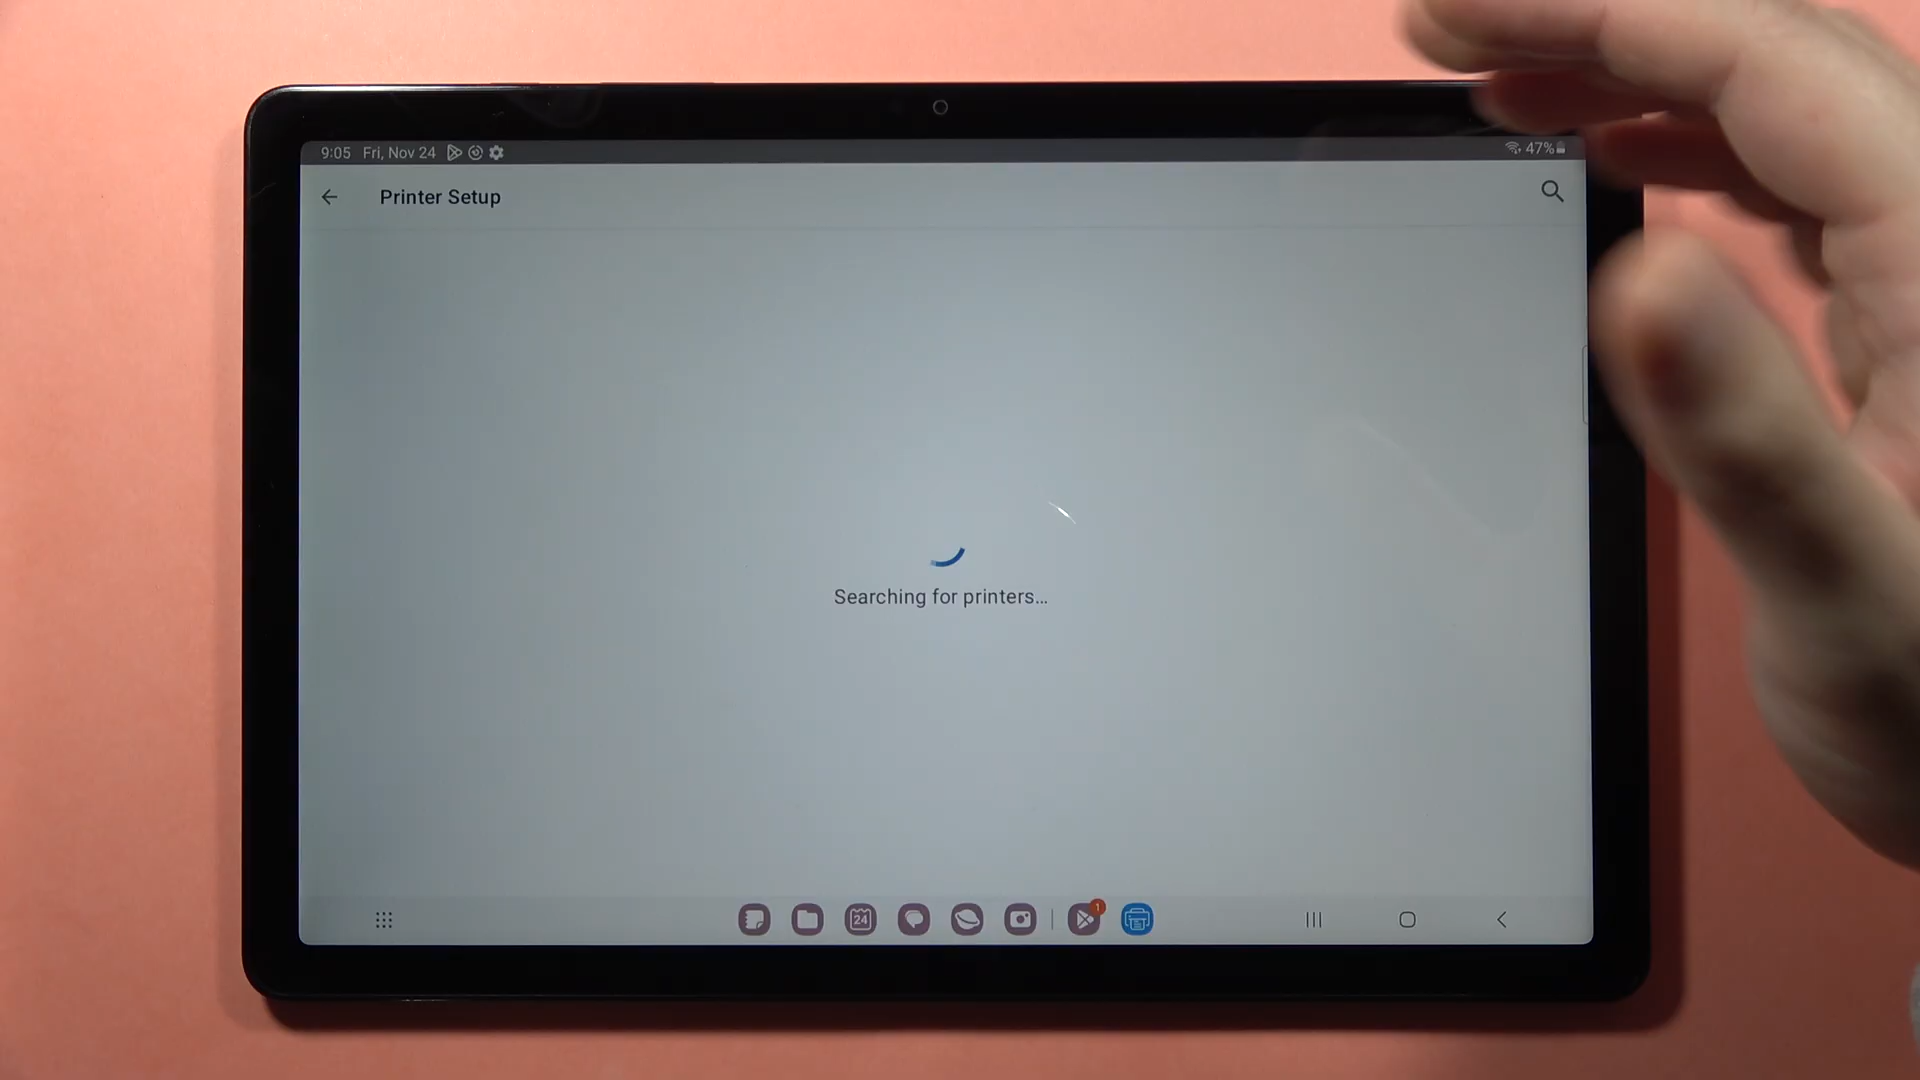 9:05 Fri, Nov 24
47%
Printer Setup
Searching for printers...
24
1